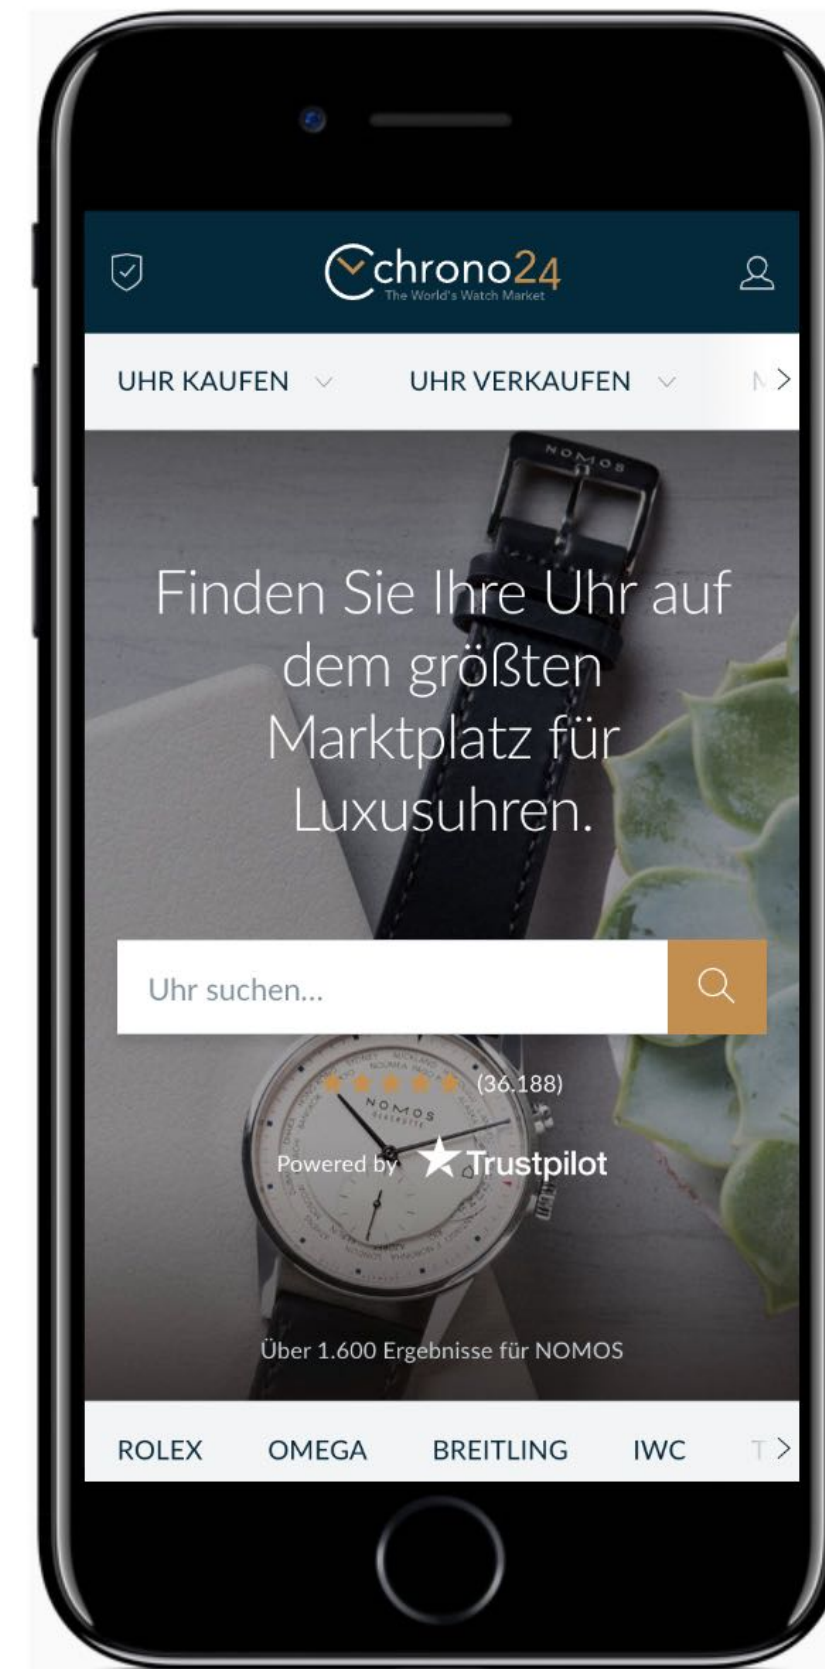 chrono24
The World's Watch Market
UHR KAUFEN UHR VERKAUFEN
NOMOS
Finden Sie Ihre Uhr auf
dem größten
Marktplatz für
Luxusuhren.
Uhr suchen...
(36.188)
NOMOS
GLASHÜTTE
Powered by Trustpilot
Über 1.600 Ergebnisse für NOMOS
ROLEX OMEGA BREITLING IWC T